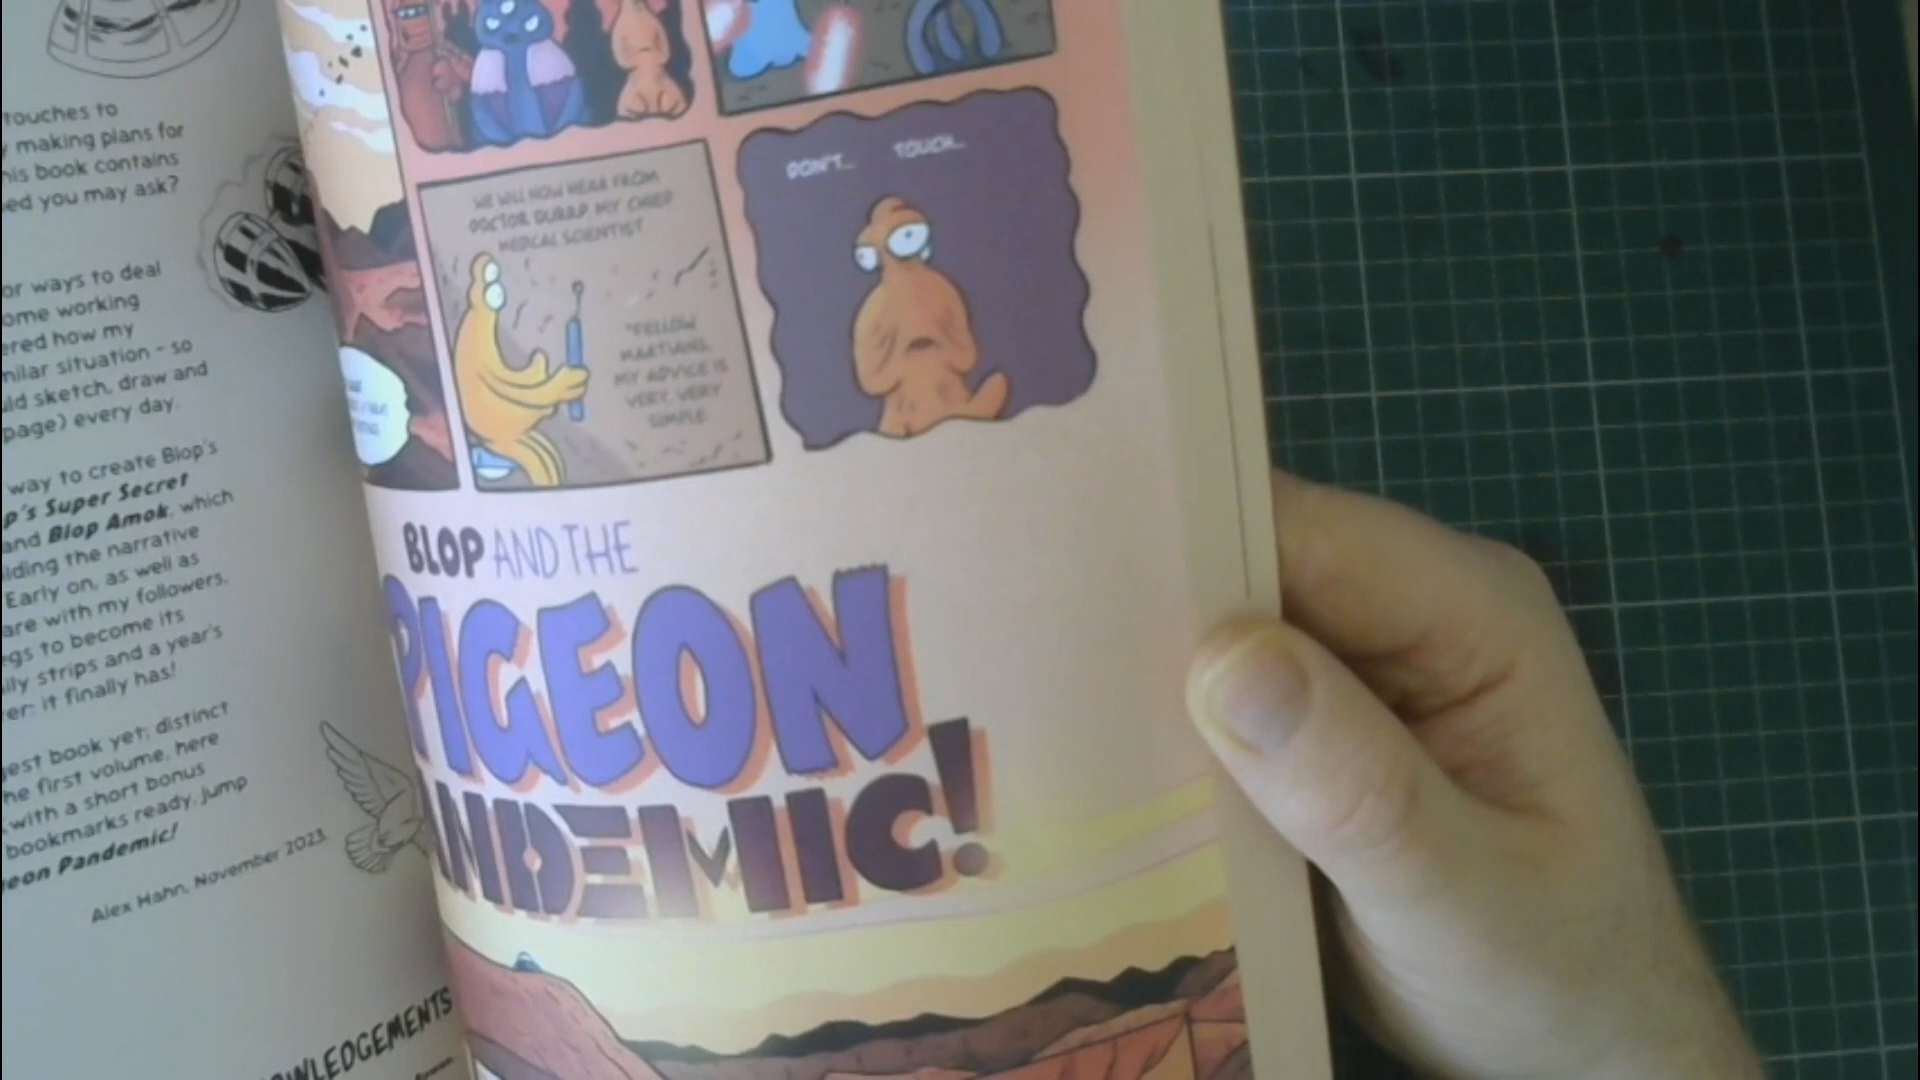 touches to
making plans for
his book contains
ed you may ask?
or ways to deal
ome working
ered how my
milar situation - so
uld sketch, draw and
page) every day.
way to create Blop's
p's Super Secret
and Blop Amok, which
lding the narrative
Early on, as well as
are with my followers,
gs to become its
ily strips and a year's
er: it finally has!
gest book yet; distinct
he first volume, here
with a short bonus
bookmarks ready, jump
eon Pandemic!
Alex Hahn, November 2023.
OWLEDGEMENTS
WE WILL NOW HEAR FROM
DOCTOR DURRP MY CHIEF
MEDICAL SCIENTIST.
"FELLOW
MARTIANS,
MY ADVICE IS
VERY, VERY
SIMPLE.
DON'T... TOUCH...
BLOP AND THE
PIGEON
ANDEMIC!